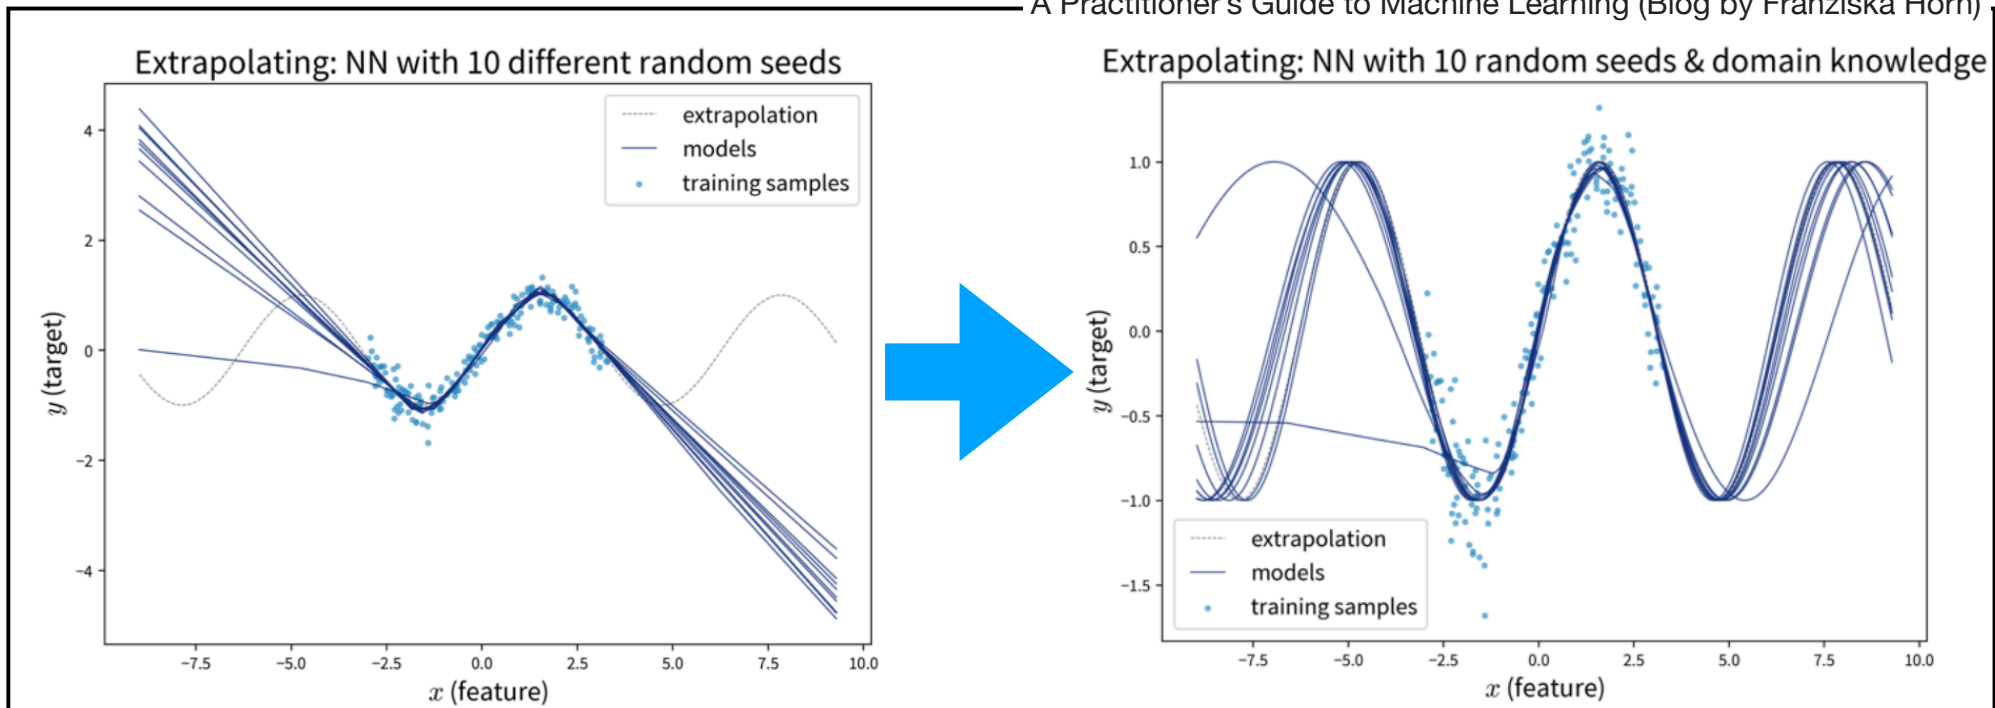 A Practitioner's Guide to Machine Learning (Blog by Franziska Horn)
Extrapolating: NN with 10 different random seeds
extrapolation
models
training samples
4
2
0
−2
−4
y (target)
−7.5 −5.0 −2.5 0.0 2.5 5.0 7.5 10.0
x (feature)
Extrapolating: NN with 10 random seeds & domain knowledge
1.0
0.5
0.0
−0.5
−1.0
−1.5
y (target)
extrapolation
models
training samples
−7.5 −5.0 −2.5 0.0 2.5 5.0 7.5 10.0
x (feature)